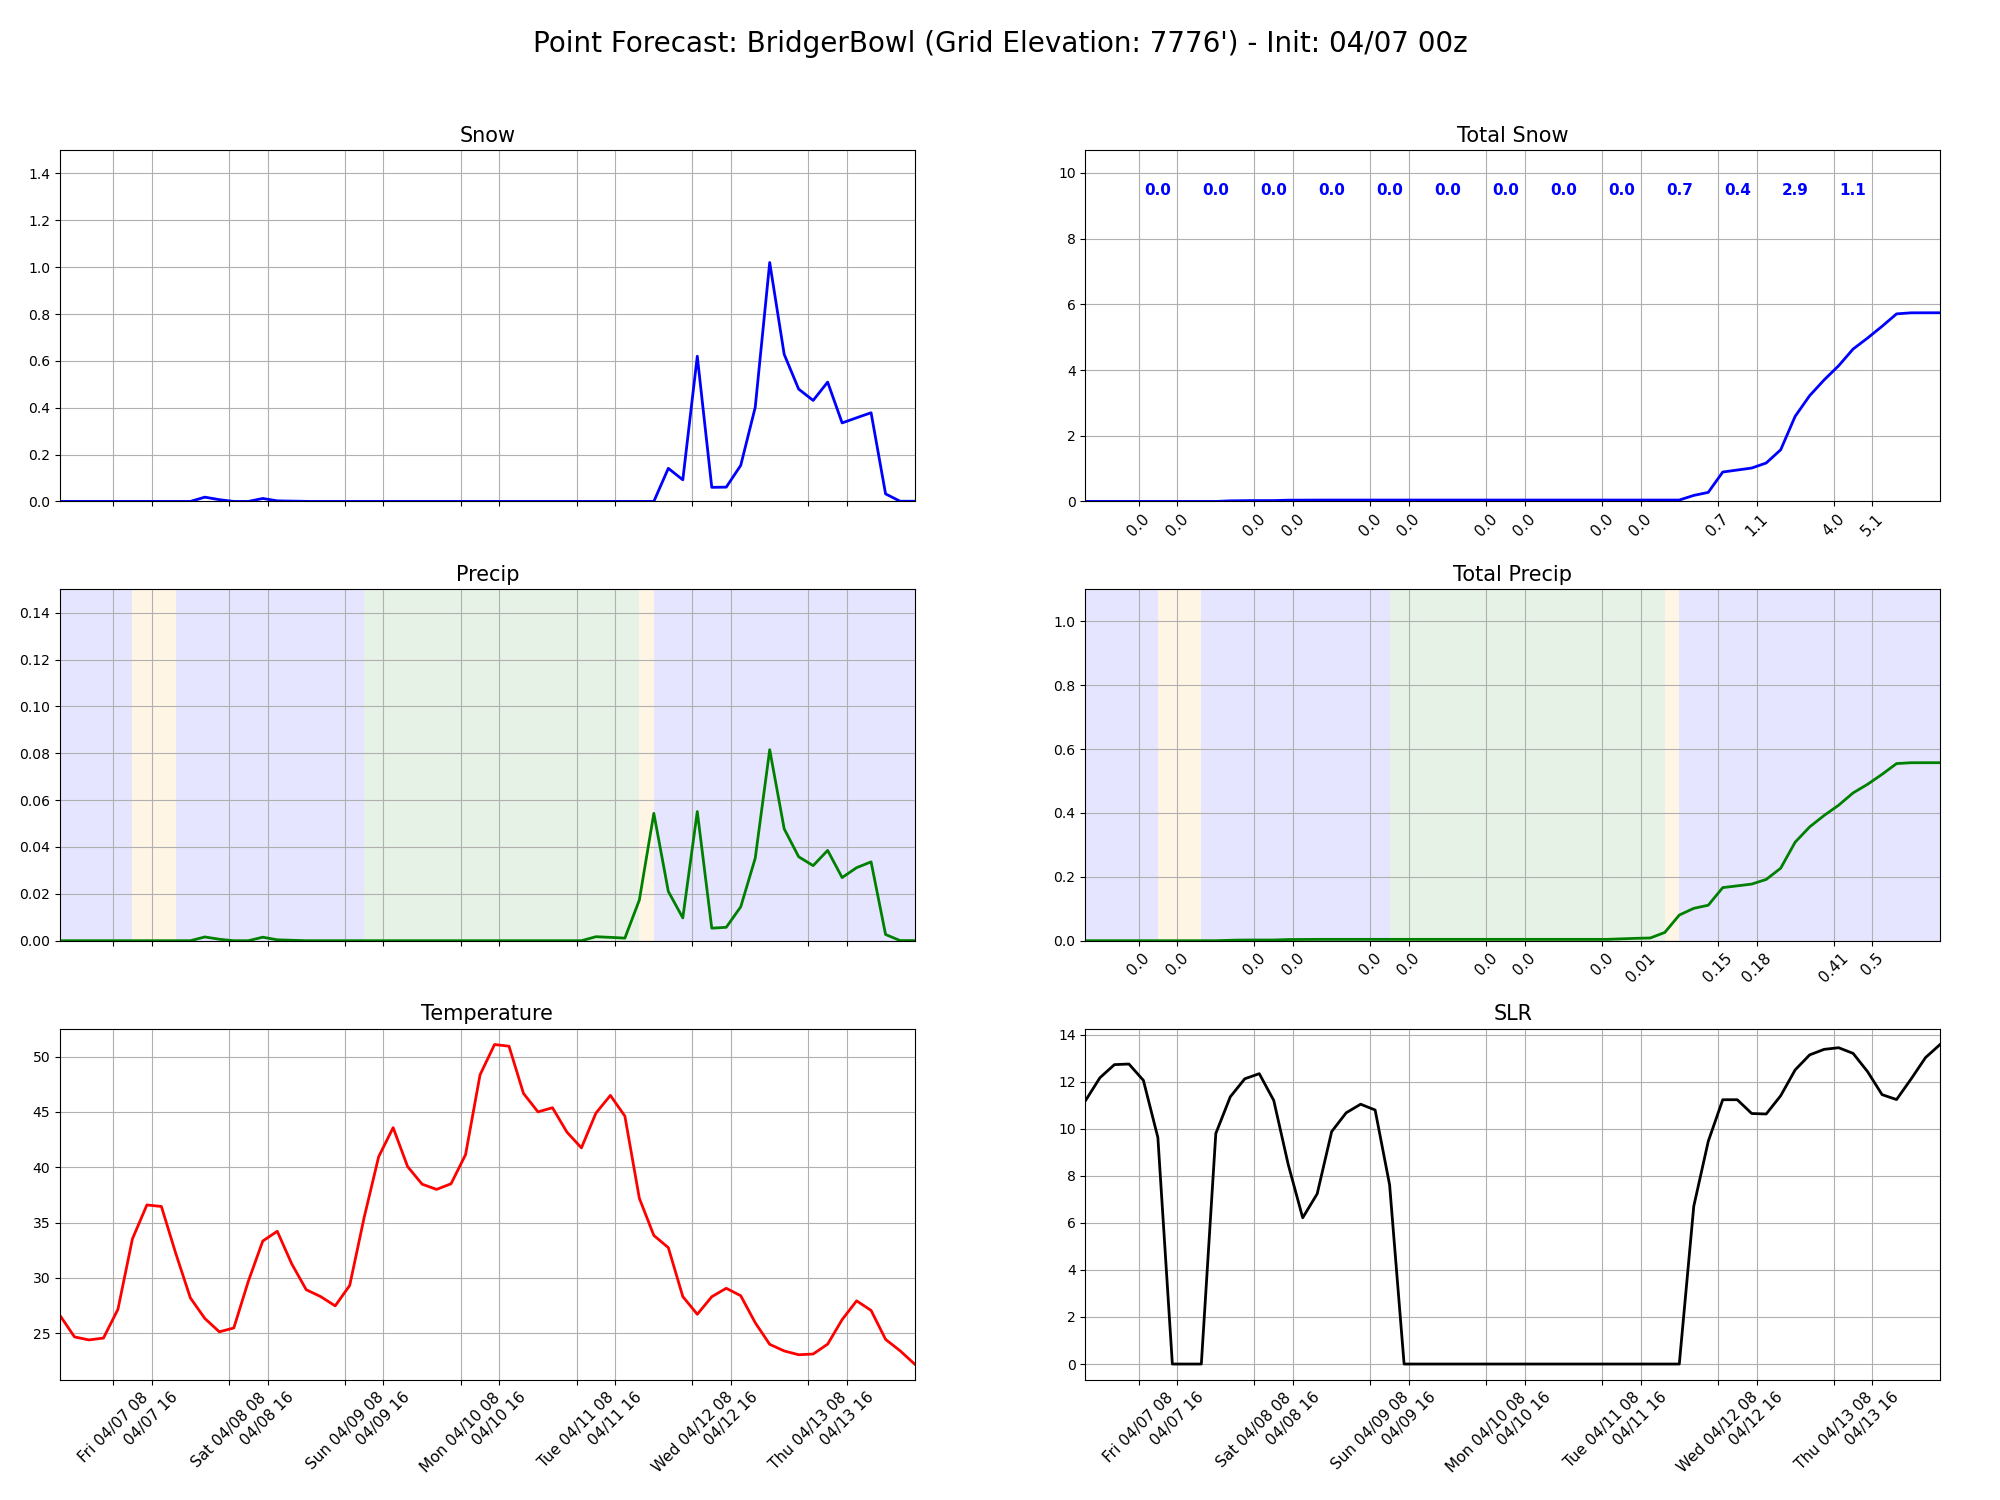 Point Forecast: BridgerBowl (Grid Elevation: 7776') - Init: 04/07 00z
Snow
1.4
1.2
1.0
0.8
0.6
0.4
0.2
0.0
Total Snow
10
8
6
4
2
0
0.0 0.0 0.0 0.0 0.0 0.0 0.0 0.0 0.0 0.7 0.4 2.9 1.1
0.0 0.0 0.0 0.0 0.0 0.0 0.0 0.0 0.0 0.0 0.7 1.1 4.0 5.1
Precip
0.14
0.12
0.10
0.08
0.06
0.04
0.02
0.00
Total Precip
1.0
0.8
0.6
0.4
0.2
0.0
0.0 0.0 0.0 0.0 0.0 0.0 0.0 0.0 0.0 0.01 0.15 0.18 0.41 0.5
Temperature
50
45
40
35
30
25
Fri 04/07 08
04/07 16
Sat 04/08 08
04/08 16
Sun 04/09 08
04/09 16
Mon 04/10 08
04/10 16
Tue 04/11 08
04/11 16
Wed 04/12 08
04/12 16
Thu 04/13 08
04/13 16
SLR
14
12
10
8
6
4
2
0
Fri 04/07 08
04/07 16
Sat 04/08 08
04/08 16
Sun 04/09 08
04/09 16
Mon 04/10 08
04/10 16
Tue 04/11 08
04/11 16
Wed 04/12 08
04/12 16
Thu 04/13 08
04/13 16